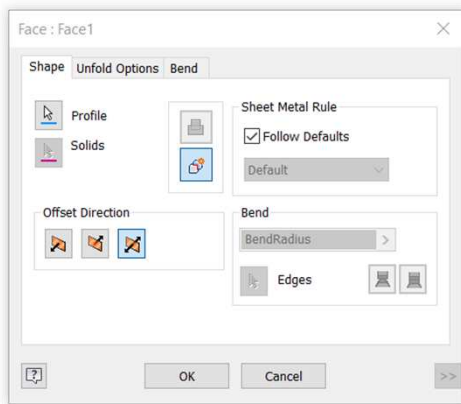 Face : Face1
Shape Unfold Options Bend
Profile
Solids
Sheet Metal Rule
Follow Defaults
Default
Offset Direction
Bend
BendRadius >
Edges
? OK Cancel >>